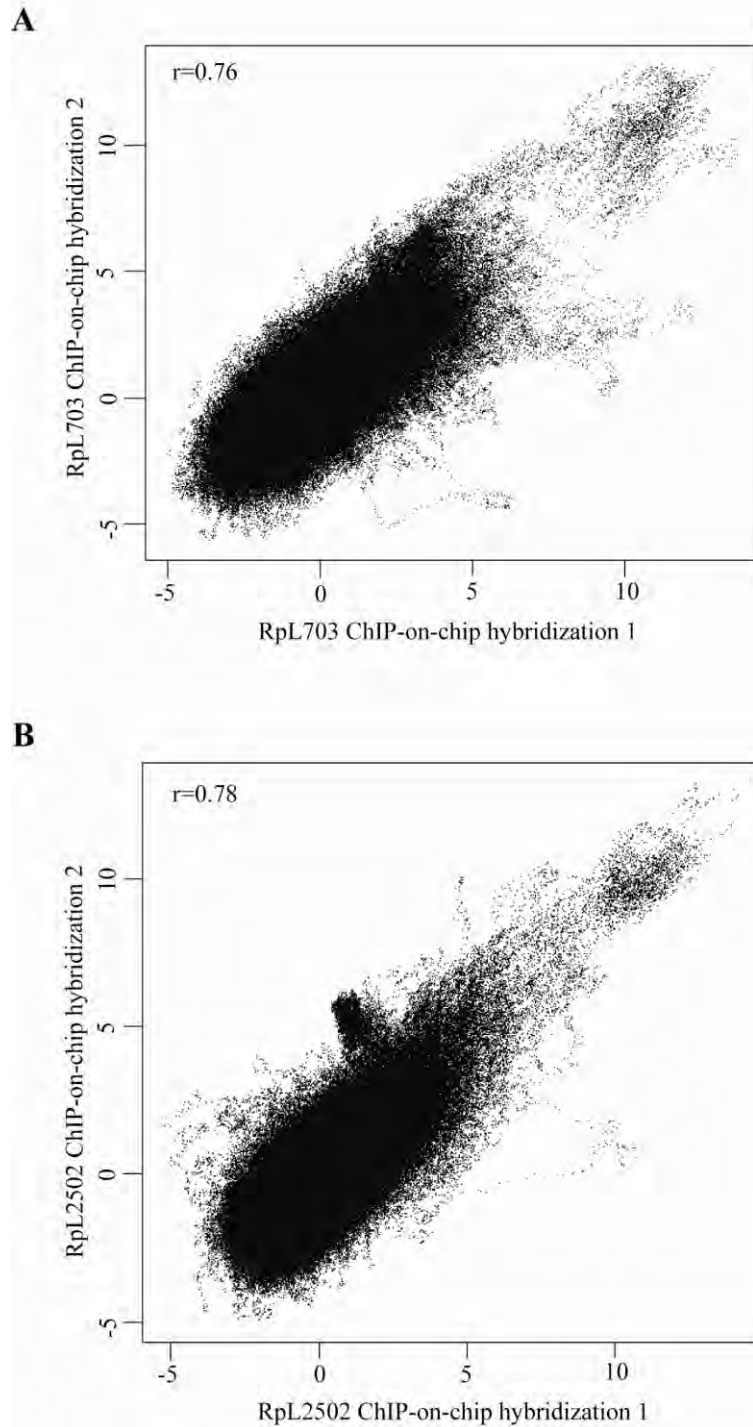 A
r=0.76
RpL703 ChIP-on-chip hybridization 2
10
5
0
-5
-5 0 5 10
RpL703 ChIP-on-chip hybridization 1
B
r=0.78
RpL2502 ChIP-on-chip hybridization 2
10
5
0
-5
-5 0 5 10
RpL2502 ChIP-on-chip hybridization 1